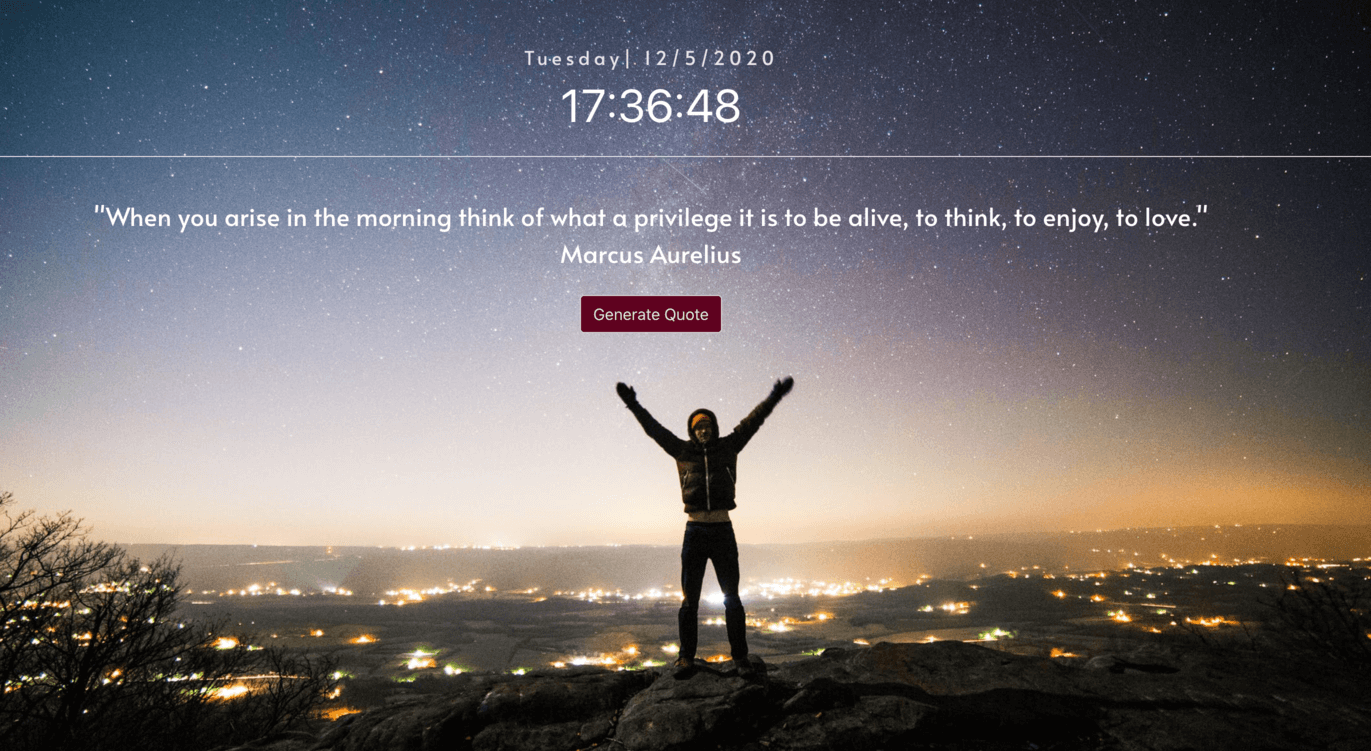 Tuesday| 12/5/2020
17:36:48
"When you arise in the morning think of what a privilege it is to be alive, to think, to enjoy, to love."
Marcus Aurelius
Generate Quote